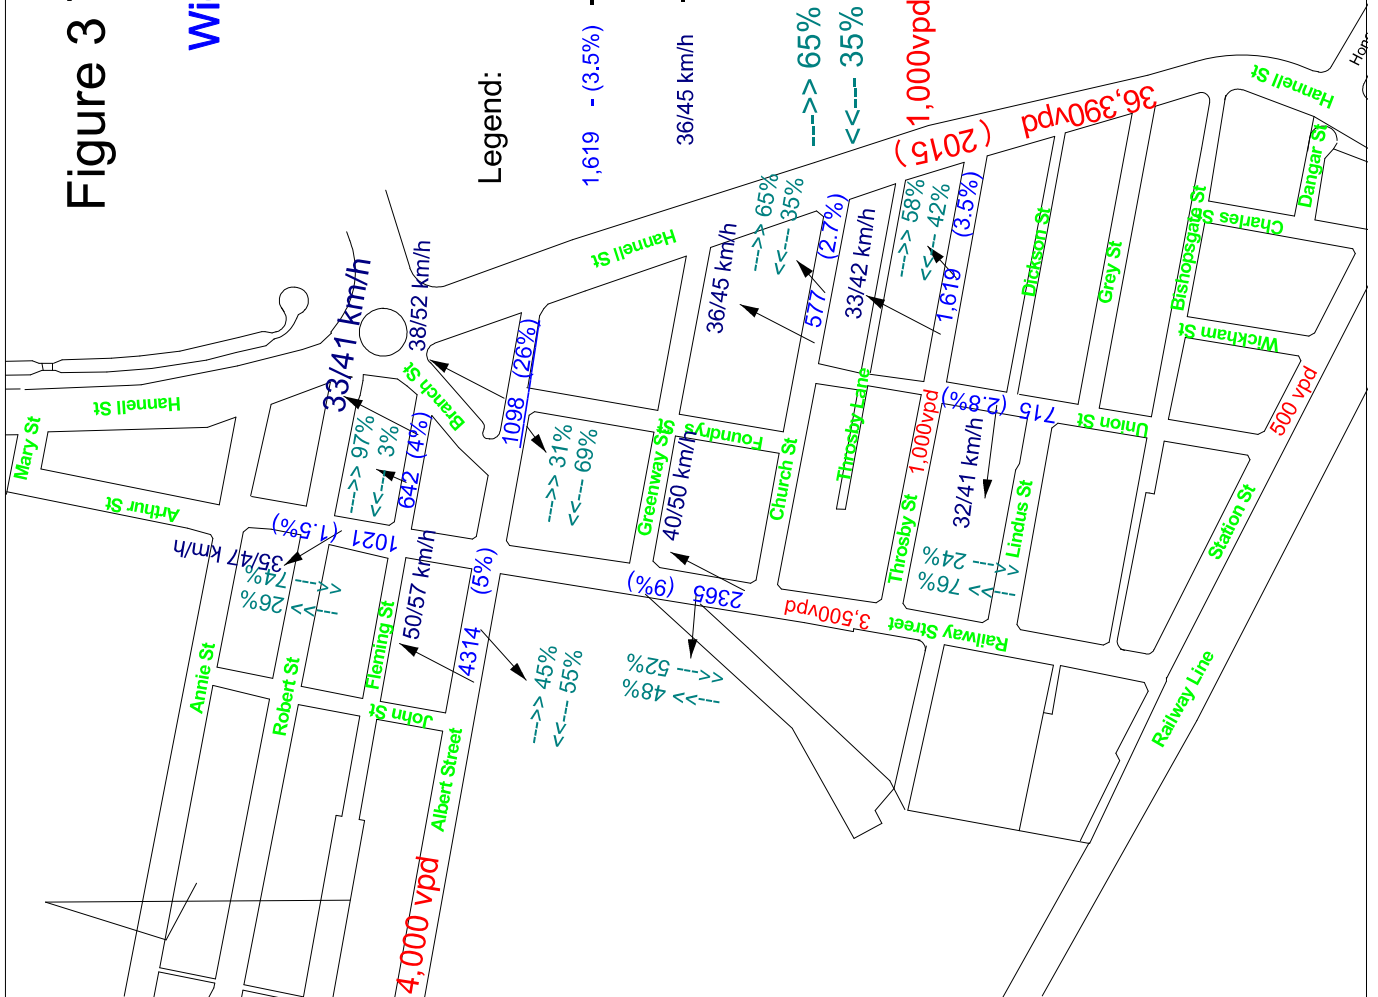 Figure 3
Wi
Legend:
1,619 - (3.5%)
36/45 km/h
--->> 65%
<<--- 35%
1,000vpd
36,390vpd
(2015)
Hannell St
Hannell St
Hannell St
Mary St
Arthur St
33/41 km/h
38/52 km/h
Branch St
--->> 97%
<<--- 3%
642 (4%)
1098 (26%)
--->> 31%
<<--- 69%
1021 (1.5%)
35/47 km/h
<<--- 74%
--->> 26%
50/57 km/h
4314 (5%)
--->> 45%
<<--- 55%
Annie St
Robert St
Fleming St
John St
Albert Street
4,000 vpd
Greenway St
40/50 km/h
Foundrys St
Church St
2365 (9%)
<<--- 52%
--->> 48%
3,500vpd
Railway Street
36/45 km/h
--->> 65%
<<--- 35%
577 (2.7%)
33/42 km/h
--->> 58%
<<--- 42%
1,619 (3.5%)
Throsby Lane
Throsby St
1,000vpd
715 (2.8%)
32/41 km/h
<<--- 24%
--->> 76%
Lindus St
Union St
Dickson St
Grey St
Bishopsgate St
Charles St
Dangar St
Wickham St
500 vpd
Station St
Railway Line